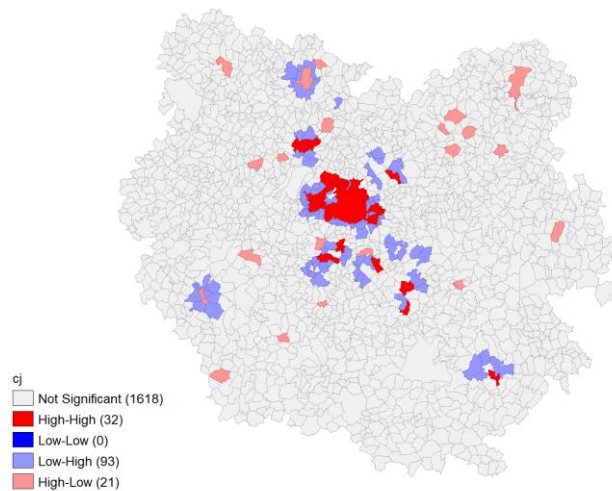 cj
Not Significant (1618)
High-High (32)
Low-Low (0)
Low-High (93)
High-Low (21)